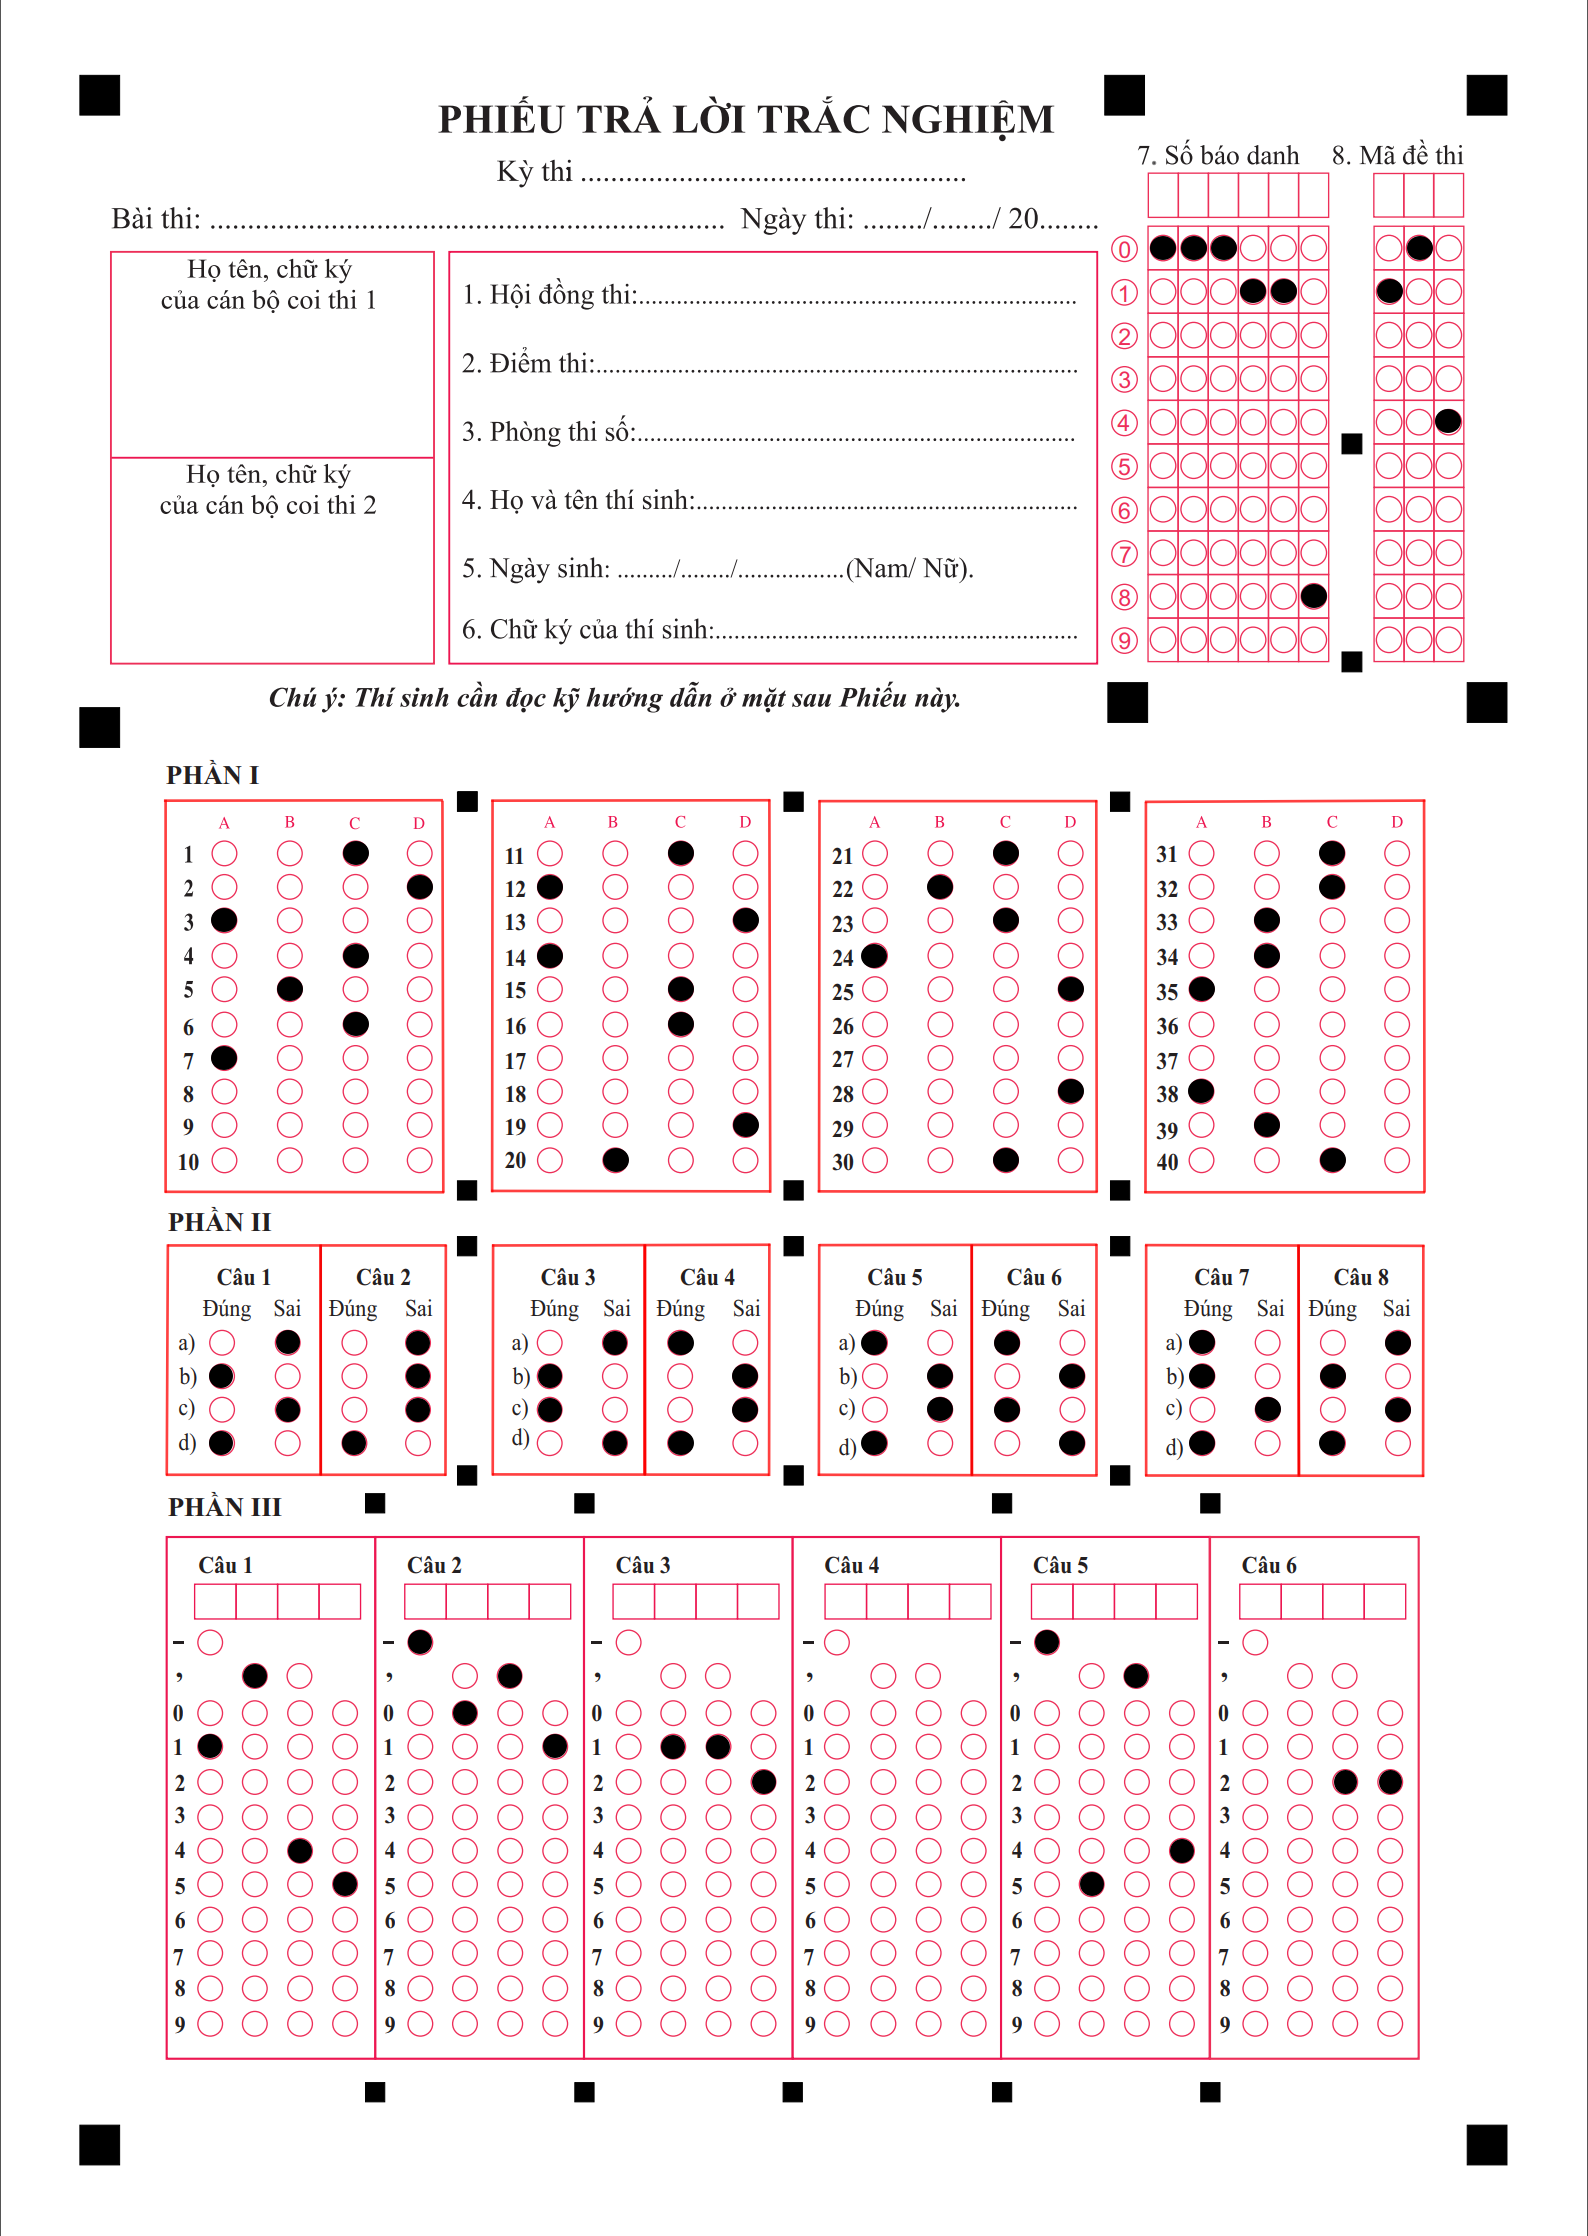 PHIẾU TRẢ LỜI TRẮC NGHIỆM
Kỳ thi ...................................................
Bài thi: .................................................................... Ngày thi: ......../......../ 20........
7. Số báo danh 8. Mã đề thi
Họ tên, chữ ký
của cán bộ coi thi 1
Họ tên, chữ ký
của cán bộ coi thi 2
1. Hội đồng thi:....................................................................
2. Điểm thi:...........................................................................
3. Phòng thi số:....................................................................
4. Họ và tên thí sinh:...........................................................
5. Ngày sinh: ........./......../.................(Nam/ Nữ).
6. Chữ ký của thí sinh:........................................................
0
1
2
3
4
5
6
7
8
9
Chú ý: Thí sinh cần đọc kỹ hướng dẫn ở mặt sau Phiếu này.
PHẦN I
A B C D A B C D A B C D A B C D
1 11 21 31
2 12 22 32
3 13 23 33
4 14 24 34
5 15 25 35
6 16 26 36
7 17 27 37
8 18 28 38
9 19 29 39
10 20 30 40
PHẦN II
Câu 1 Câu 2 Câu 3 Câu 4 Câu 5 Câu 6 Câu 7 Câu 8
Đúng Sai Đúng Sai Đúng Sai Đúng Sai Đúng Sai Đúng Sai Đúng Sai Đúng Sai
a) a) a) a)
b) b) b) b)
c) c) c) c)
d) d) d) d)
PHẦN III
Câu 1 Câu 2 Câu 3 Câu 4 Câu 5 Câu 6
- - - - - -
, , , , , ,
0 0 0 0 0 0
1 1 1 1 1 1
2 2 2 2 2 2
3 3 3 3 3 3
4 4 4 4 4 4
5 5 5 5 5 5
6 6 6 6 6 6
7 7 7 7 7 7
8 8 8 8 8 8
9 9 9 9 9 9